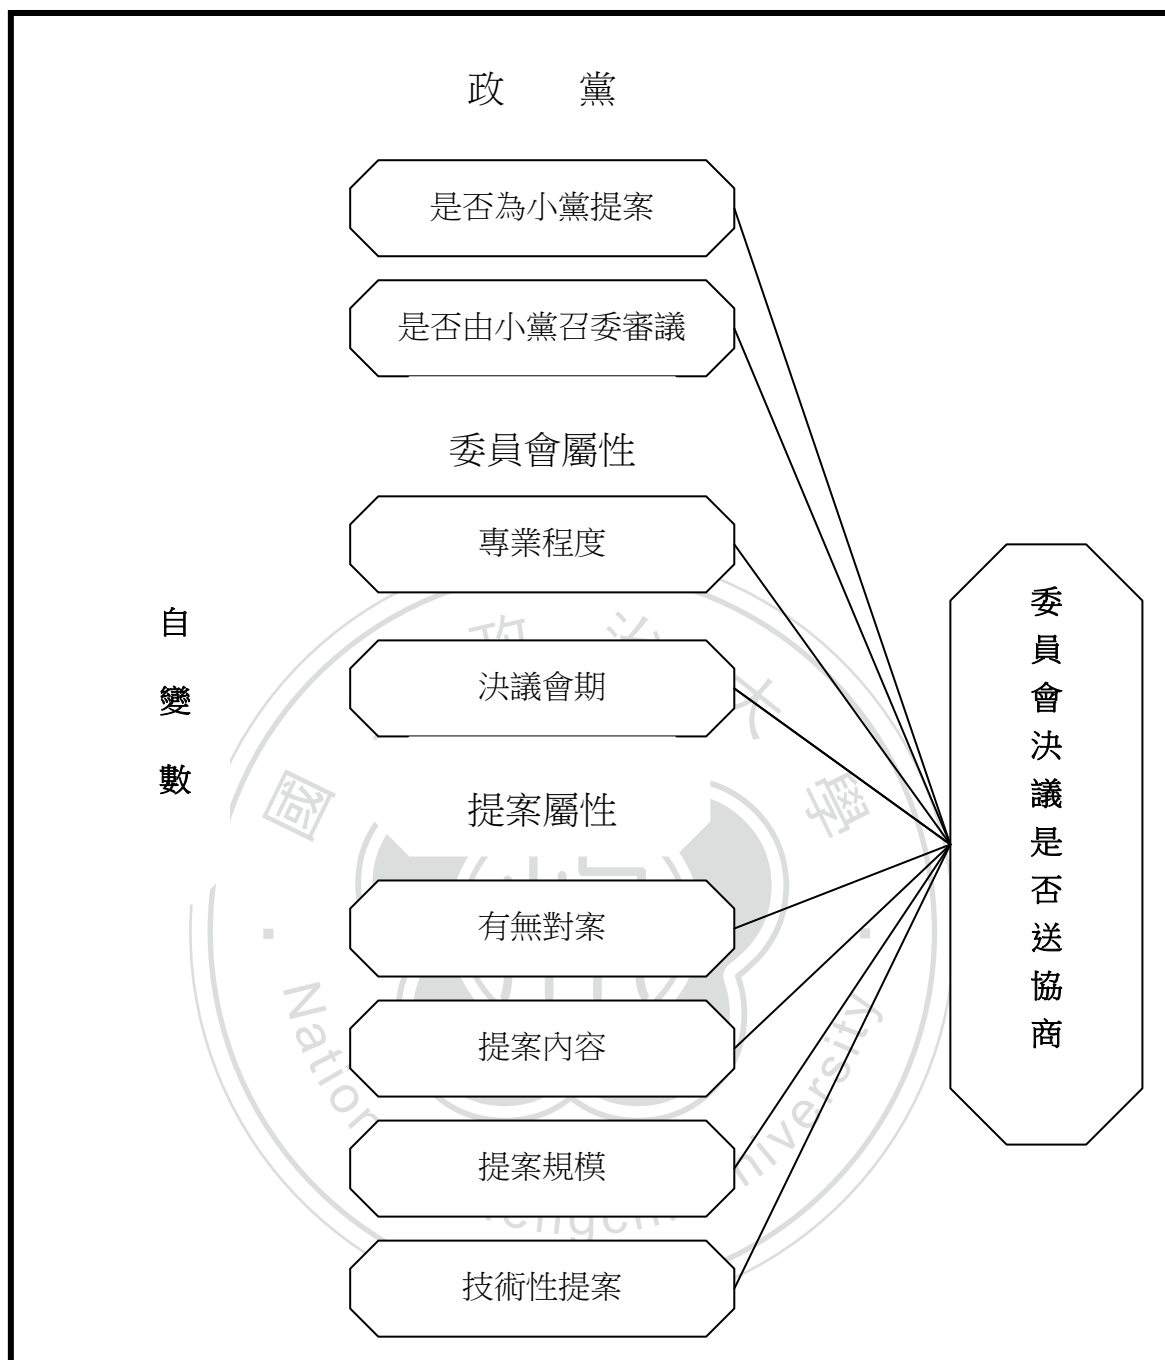 政 黨
是否為小黨提案
是否由小黨召委審議
委員會屬性
專業程度
決議會期
提案屬性
有無對案
提案內容
提案規模
技術性提案
自變數
委員會決議是否送協商